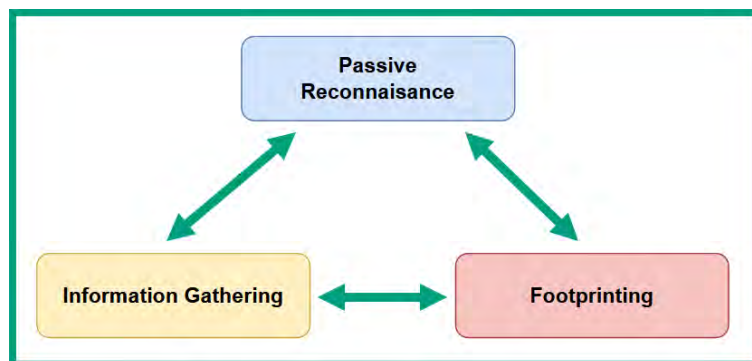 Passive
Reconnaisance
Information Gathering
Footprinting